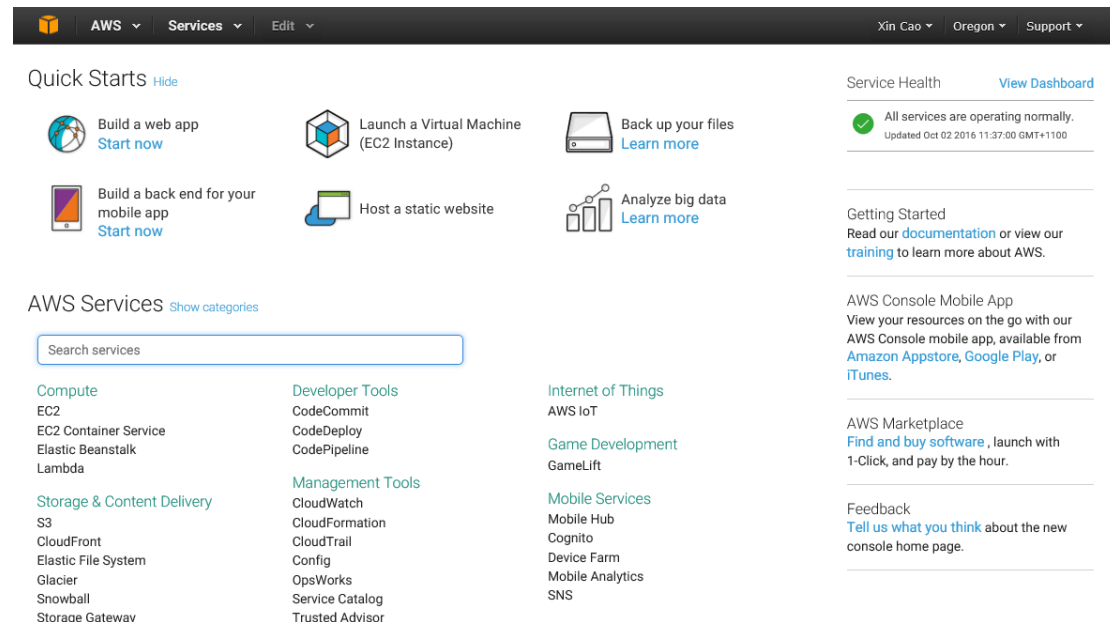 AWS Services Edit Xin Cao Oregon Support
Quick Starts Hide
Build a web app
Start now
Launch a Virtual Machine
(EC2 Instance)
Back up your files
Learn more
Build a back end for your
mobile app
Start now
Host a static website
Analyze big data
Learn more
AWS Services Show categories
Search services
Compute
EC2
EC2 Container Service
Elastic Beanstalk
Lambda
Storage & Content Delivery
S3
CloudFront
Elastic File System
Glacier
Snowball
Storage Gateway
Developer Tools
CodeCommit
CodeDeploy
CodePipeline
Management Tools
CloudWatch
CloudFormation
CloudTrail
Config
OpsWorks
Service Catalog
Trusted Advisor
Internet of Things
AWS IoT
Game Development
GameLift
Mobile Services
Mobile Hub
Cognito
Device Farm
Mobile Analytics
SNS
Service Health View Dashboard
All services are operating normally.
Updated Oct 02 2016 11:37:00 GMT+1100
Getting Started
Read our documentation or view our
training to learn more about AWS.
AWS Console Mobile App
View your resources on the go with our
AWS Console mobile app, available from
Amazon Appstore, Google Play, or
iTunes.
AWS Marketplace
Find and buy software , launch with
1-Click, and pay by the hour.
Feedback
Tell us what you think about the new
console home page.